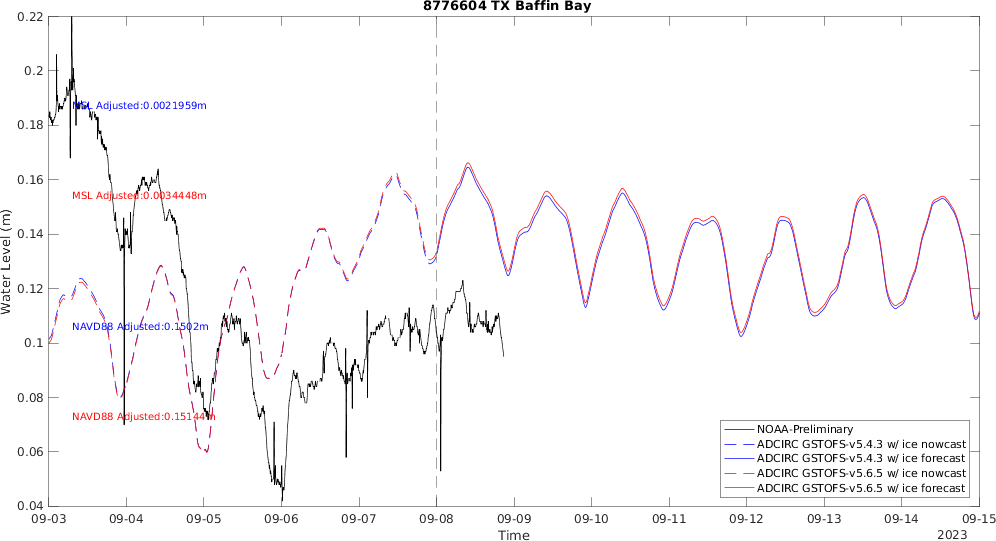 8776604 TX Baffin Bay
0.22
0.2
0.18
0.16
0.14
0.12
0.1
0.08
0.06
0.04
Water Level (m)
MSL Adjusted:0.0021959m
MSL Adjusted:0.0034448m
NAVD88 Adjusted:0.1502m
NAVD88 Adjusted:0.15144m
NOAA-Preliminary
ADCIRC GSTOFS-v5.4.3 w/ ice nowcast
ADCIRC GSTOFS-v5.4.3 w/ ice forecast
ADCIRC GSTOFS-v5.6.5 w/ ice nowcast
ADCIRC GSTOFS-v5.6.5 w/ ice forecast
09-03 09-04 09-05 09-06 09-07 09-08 09-09 09-10 09-11 09-12 09-13 09-14 09-15
Time
2023